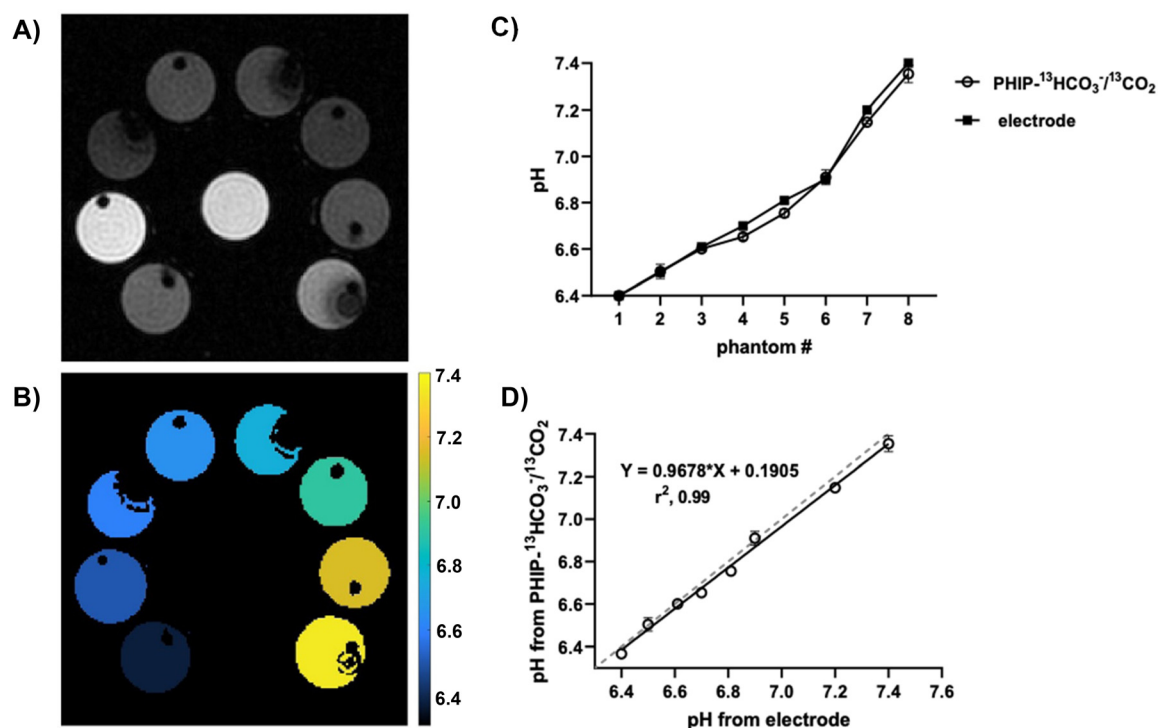 A)
B)
7.4
7.2
7.0
6.8
6.6
6.4
C)
7.4
7.2
7.0
6.8
6.6
6.4
pH
1 2 3 4 5 6 7 8
phantom #
PHIP-¹³HCO₃⁻/¹³CO₂
electrode
D)
pH from PHIP-¹³HCO₃⁻/¹³CO₂
7.4
7.2
7.0
6.8
6.6
6.4
Y = 0.9678*X + 0.1905
r², 0.99
6.4 6.6 6.8 7.0 7.2 7.4 7.6
pH from electrode